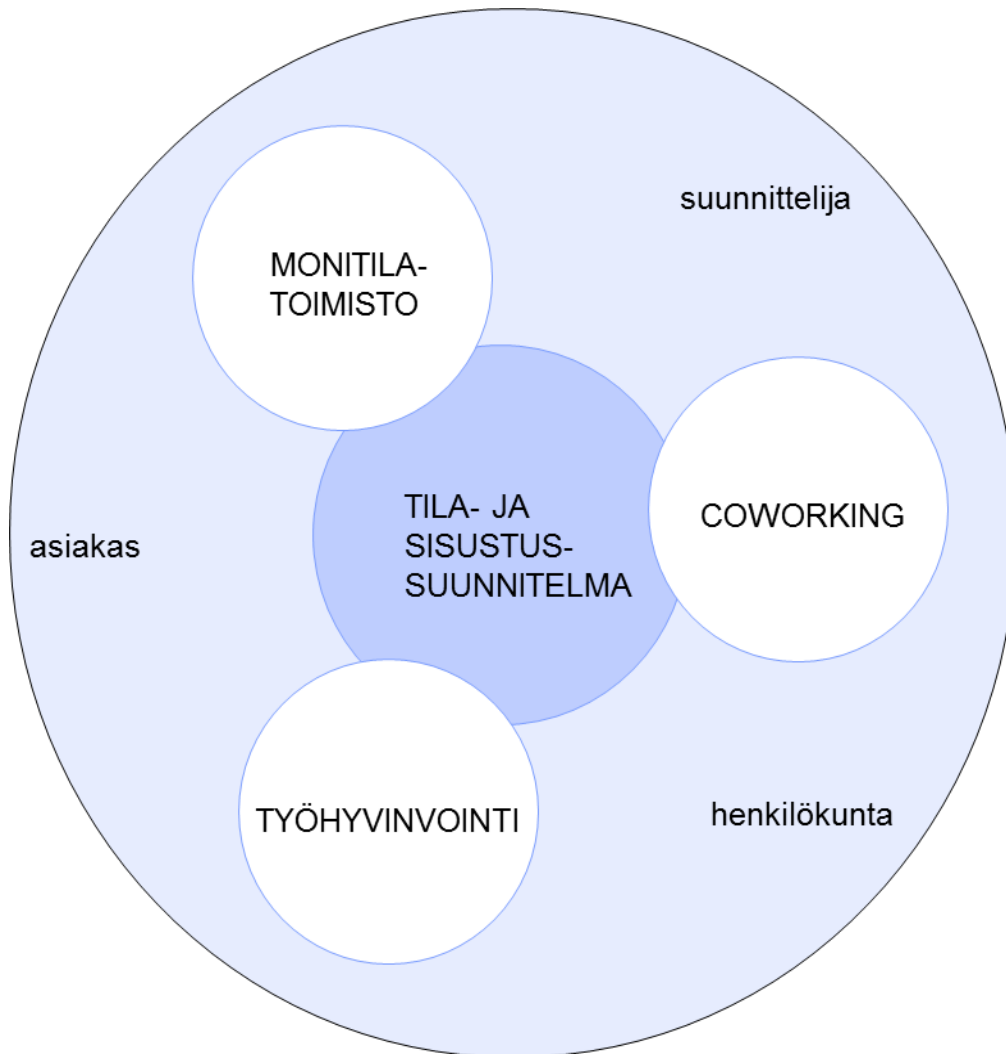 suunnittelija
MONITILA-
TOIMISTO
TILA- JA
SISUSTUS-
SUUNNITELMA
COWORKING
asiakas
TYÖHYVINVOINTI
henkilökunta